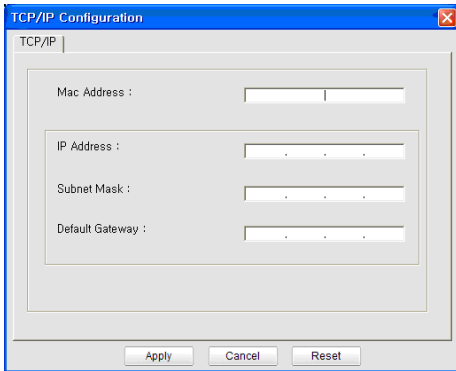 TCP/IP Configuration
TCP/IP
Mac Address :
IP Address :
. . .
Subnet Mask :
. . .
Default Gateway :
. . .
Apply Cancel Reset